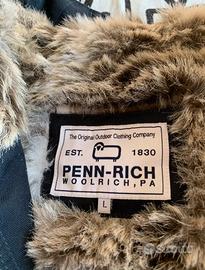 The Original Outdoor Clothing Company
EST. 1830
PENN-RICH
WOOLRICH, PA
L